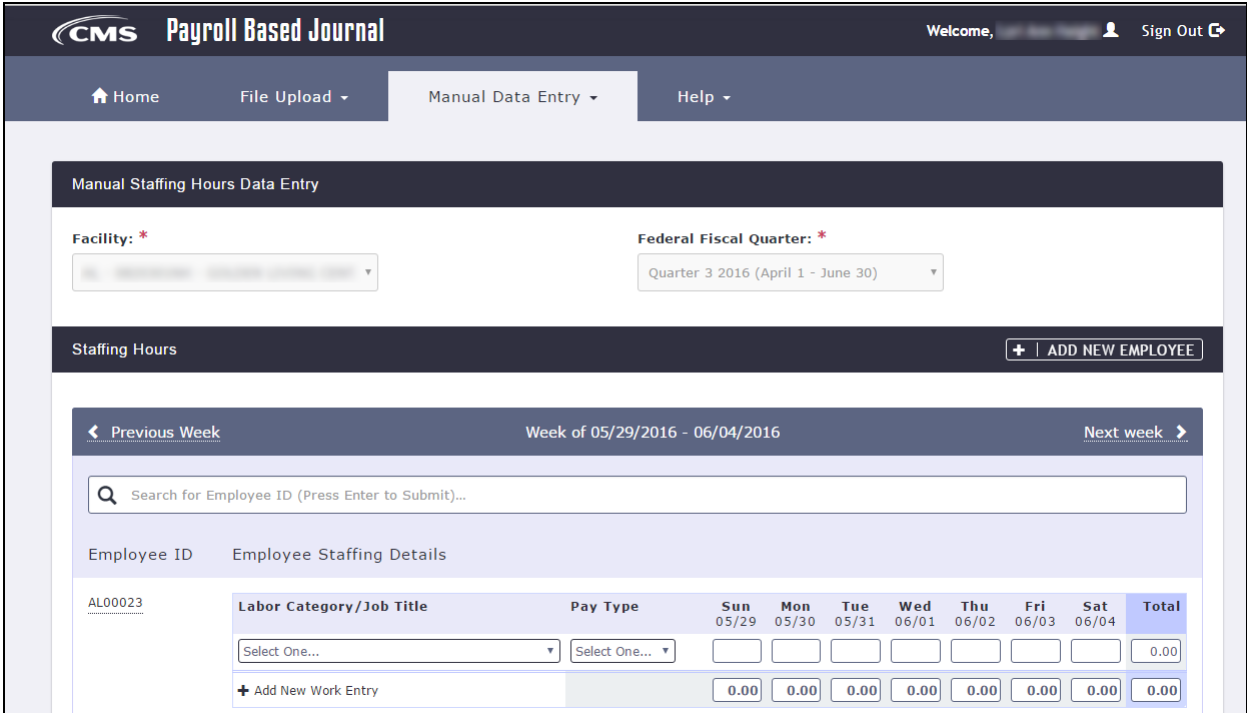 CMS Payroll Based Journal Welcome, Sign Out
Home File Upload Manual Data Entry Help
Manual Staffing Hours Data Entry
Facility: * Federal Fiscal Quarter: *
Quarter 3 2016 (April 1 - June 30)
Staffing Hours + | ADD NEW EMPLOYEE
Previous Week Week of 05/29/2016 - 06/04/2016 Next week
Search for Employee ID (Press Enter to Submit)...
Employee ID Employee Staffing Details
AL00023 Labor Category/Job Title Pay Type Sun Mon Tue Wed Thu Fri Sat Total
05/29 05/30 05/31 06/01 06/02 06/03 06/04
Select One... Select One... 0.00
+ Add New Work Entry 0.00 0.00 0.00 0.00 0.00 0.00 0.00 0.00